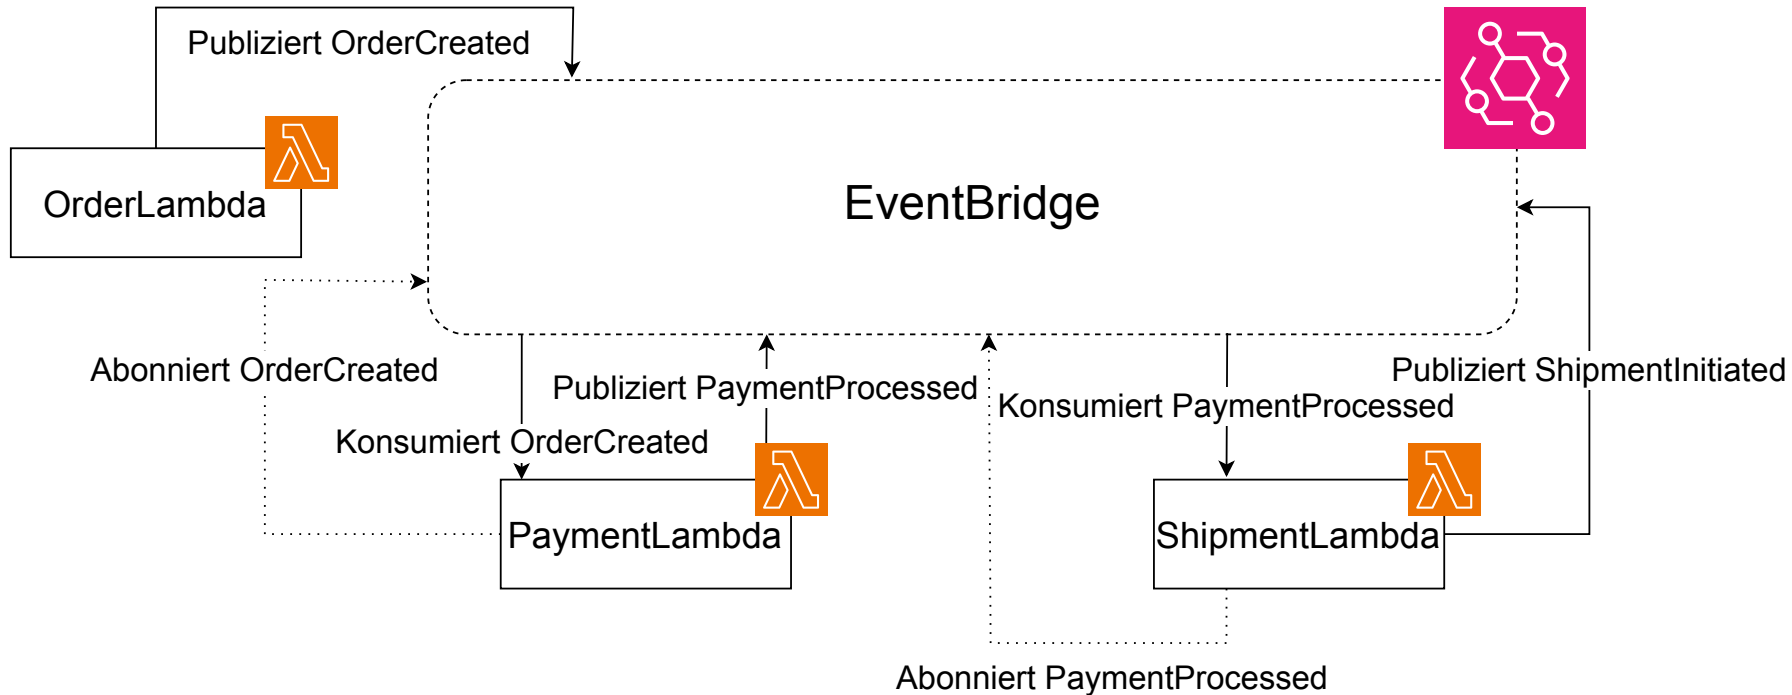 Publiziert OrderCreated
OrderLambda
EventBridge
Abonniert OrderCreated
Publiziert PaymentProcessed
Konsumiert PaymentProcessed
Publiziert ShipmentInitiated
Konsumiert OrderCreated
PaymentLambda
ShipmentLambda
Abonniert PaymentProcessed